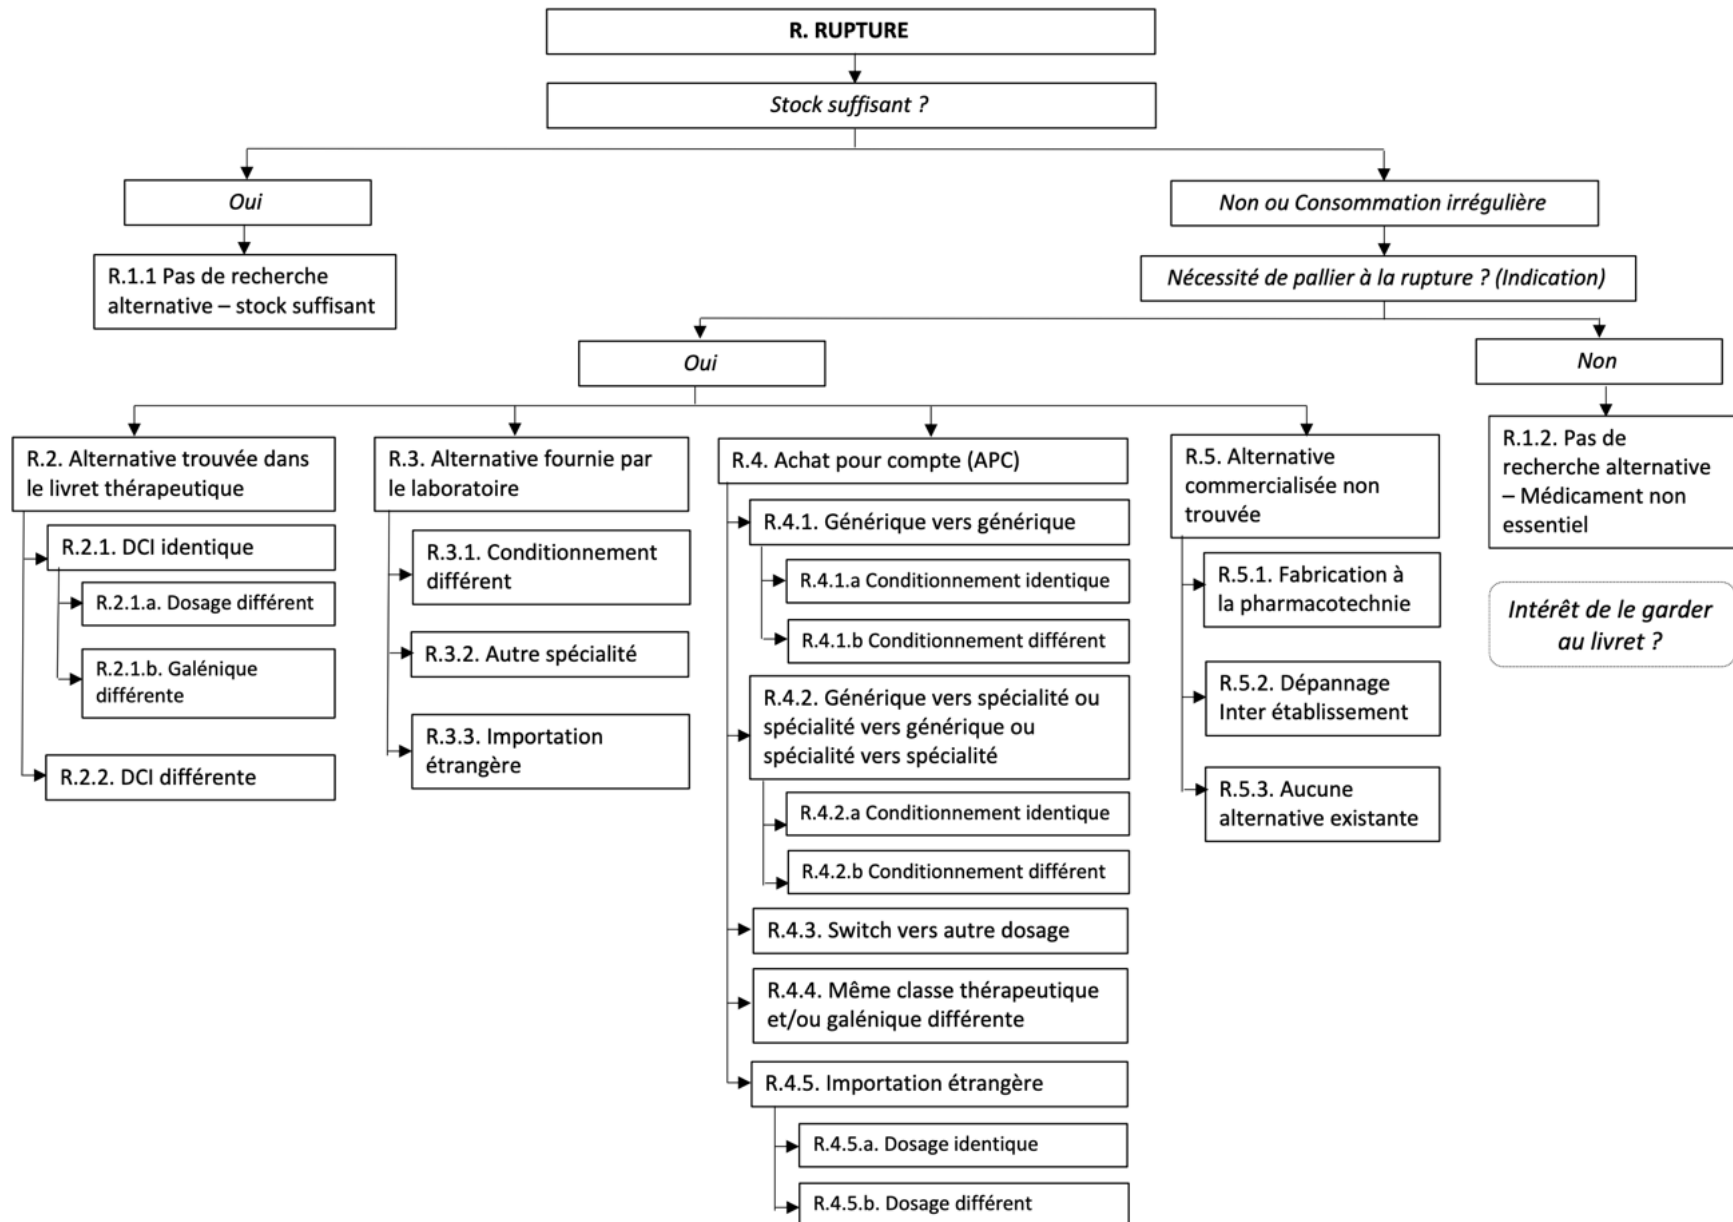 R. RUPTURE
Stock suffisant ?
Oui
Non ou Consommation irrégulière
R.1.1 Pas de recherche
alternative – stock suffisant
Nécessité de pallier à la rupture ? (Indication)
Oui
Non
R.2. Alternative trouvée dans
le livret thérapeutique
R.2.1. DCI identique
R.2.1.a. Dosage différent
R.2.1.b. Galénique
différente
R.2.2. DCI différente
R.3. Alternative fournie par
le laboratoire
R.3.1. Conditionnement
différent
R.3.2. Autre spécialité
R.3.3. Importation
étrangère
R.4. Achat pour compte (APC)
R.4.1. Générique vers générique
R.4.1.a Conditionnement identique
R.4.1.b Conditionnement différent
R.4.2. Générique vers spécialité ou
spécialité vers générique ou
spécialité vers spécialité
R.4.2.a Conditionnement identique
R.4.2.b Conditionnement différent
R.4.3. Switch vers autre dosage
R.4.4. Même classe thérapeutique
et/ou galénique différente
R.4.5. Importation étrangère
R.4.5.a. Dosage identique
R.4.5.b. Dosage différent
R.5. Alternative
commercialisée non
trouvée
R.5.1. Fabrication à
la pharmacotechnie
R.5.2. Dépannage
Inter établissement
R.5.3. Aucune
alternative existante
R.1.2. Pas de
recherche alternative
– Médicament non
essentiel
Intérêt de le garder
au livret ?